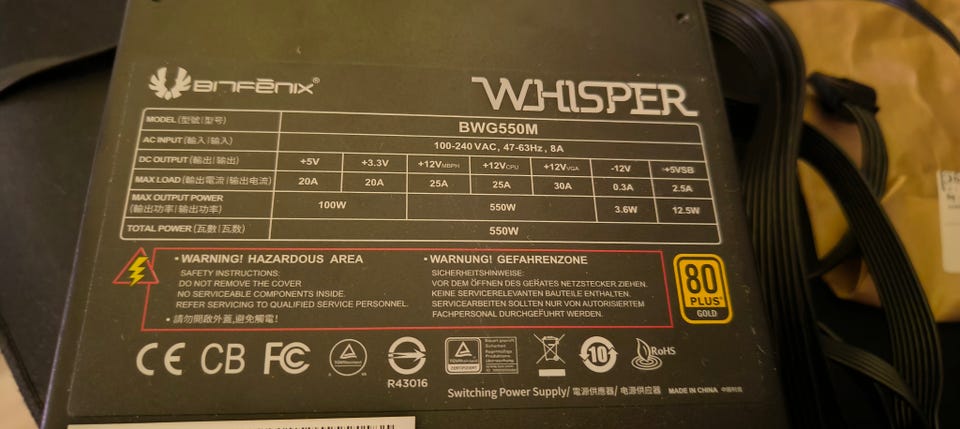 BITFENIX®
WHISPER
MODEL (型號|型号) BWG550M
AC INPUT (輸入|输入) 100-240VAC, 47-63Hz, 8A
DC OUTPUT (輸出|输出) +5V +3.3V +12VMBPH +12VCPU +12VVGA -12V +5VSB
MAX LOAD (輸出電流|输出电流) 20A 20A 25A 25A 30A 0.3A 2.5A
MAX OUTPUT POWER
(輸出功率|输出功率) 100W 550W 3.6W 12.5W
TOTAL POWER (瓦數|瓦数) 550W
• WARNING! HAZARDOUS AREA
SAFETY INSTRUCTIONS:
DO NOT REMOVE THE COVER
NO SERVICEABLE COMPONENTS INSIDE.
REFER SERVICING TO QUALIFIED SERVICE PERSONNEL.
• 請勿開啟外蓋,避免觸電!
• WARNUNG! GEFAHRENZONE
SICHERHEITSHINWEISE:
VOR DEM ÖFFNEN DES GERÄTES NETZSTECKER ZIEHEN.
KEINE SERVICERELEVANTEN BAUTEILE ENTHALTEN.
SERVICEARBEITEN SOLLTEN NUR VON AUTORISIERTEM
FACHPERSONAL DURCHGEFÜHRT WERDEN.
80
PLUS
GOLD
CE CB FC
R43016
10
RoHS
Switching Power Supply/ 電源供應器/ 电源供应器 MADE IN CHINA 中國製造